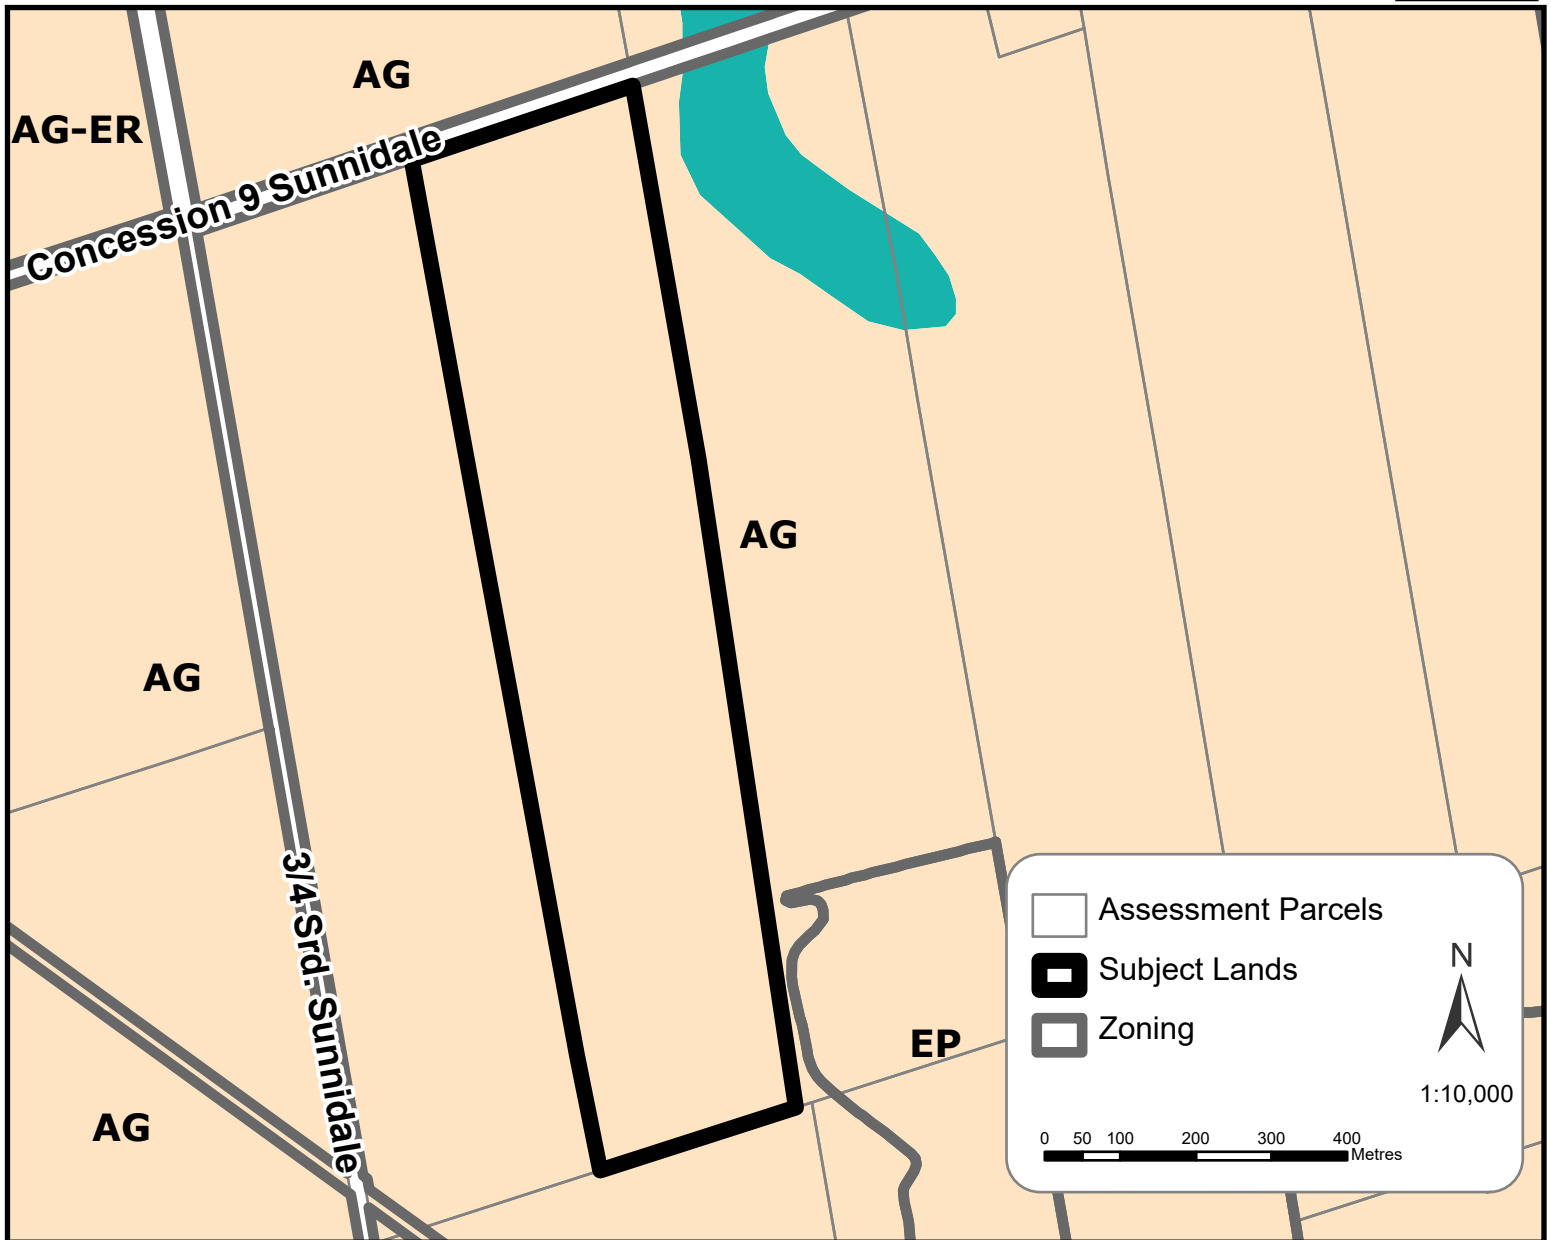 AG
AG-ER
Concession 9 Sunnidale
AG
AG
3/4 Srd. Sunnidale
EP
AG
Assessment Parcels
Subject Lands
Zoning
N
1:10,000
0 50 100 200 300 400
Metres